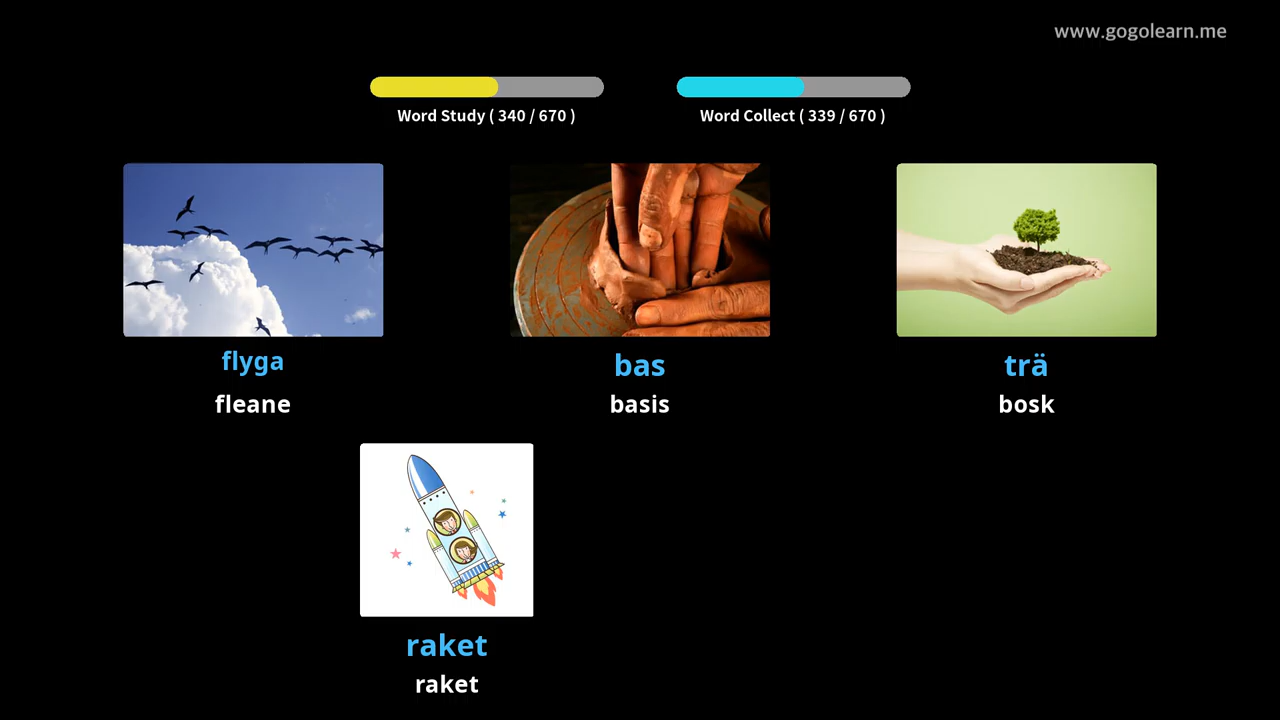 www.gogolearn.me
Word Study ( 340 / 670 )
Word Collect ( 339 / 670 )
flyga
fleane
bas
basis
trä
bosk
raket
raket